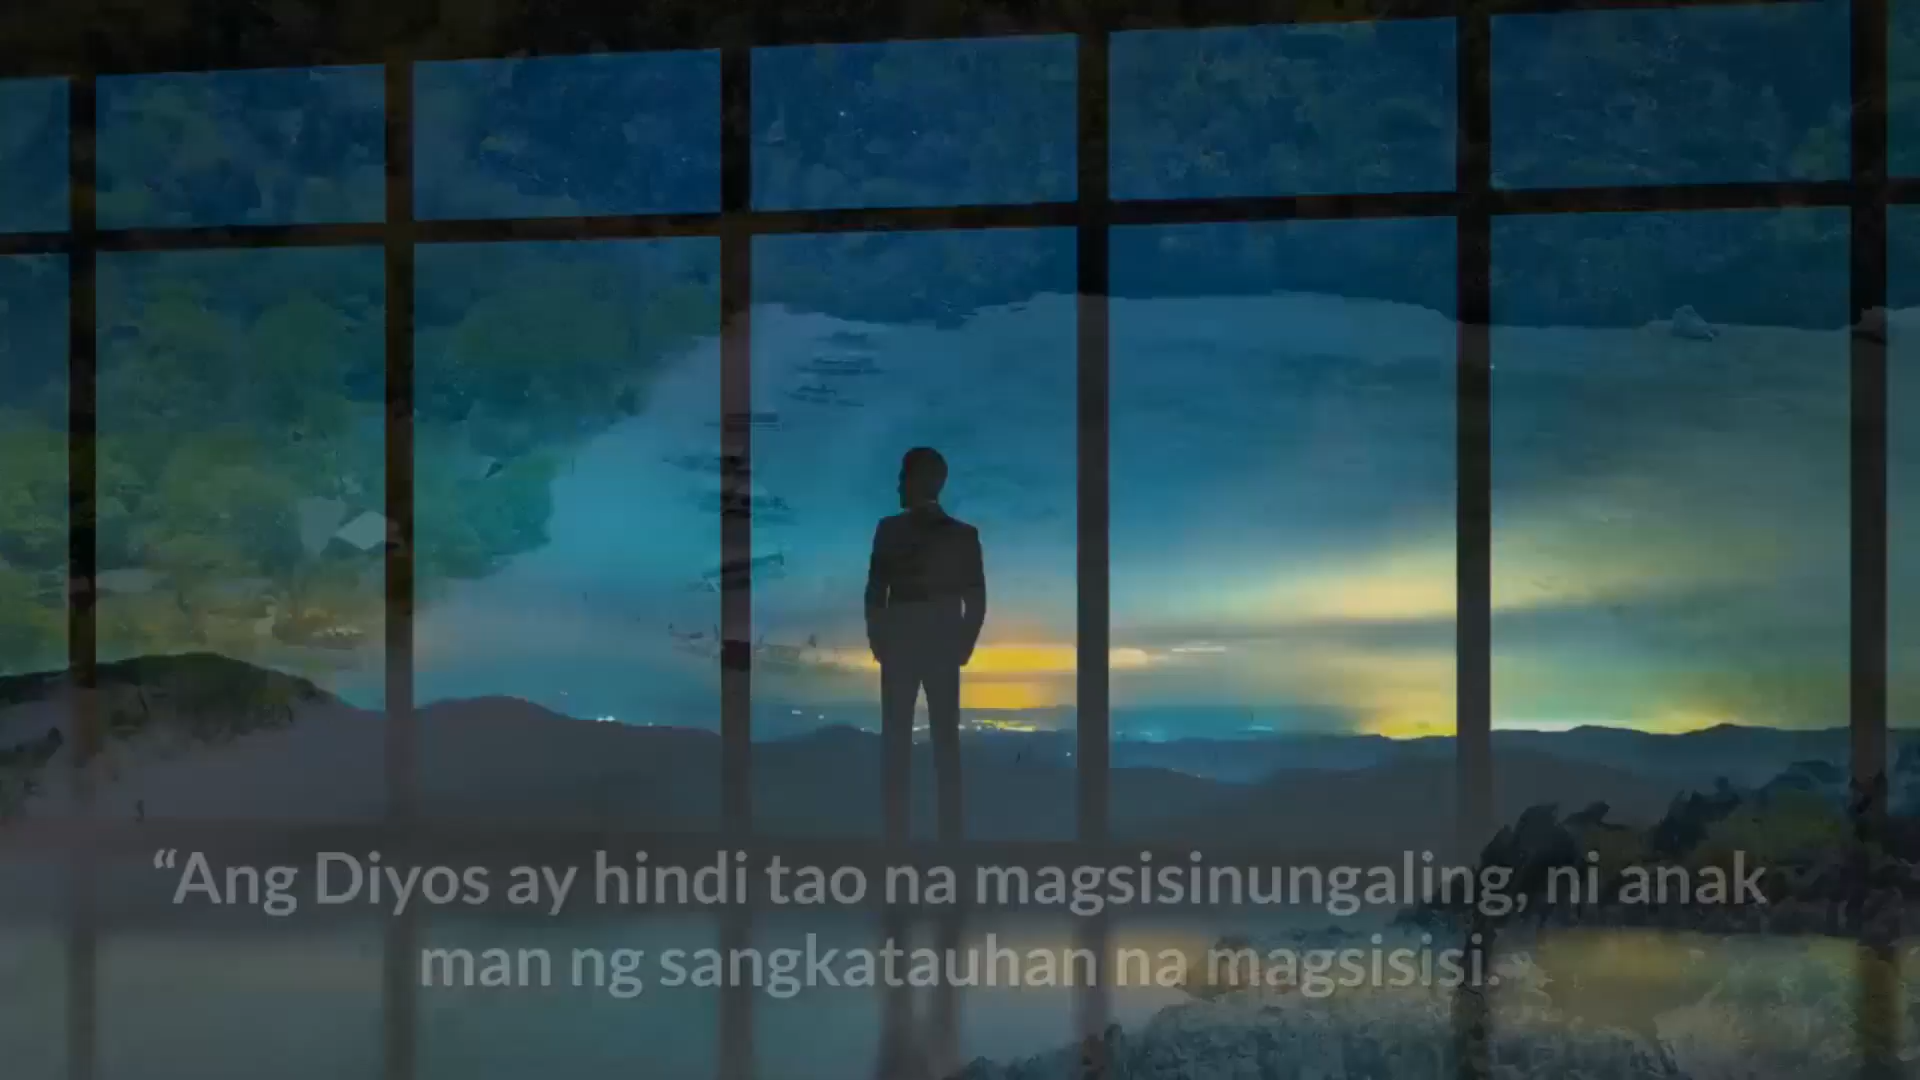 “Ang Diyos ay hindi tao na magsisinungaling, ni anak
man ng sangkatauhan na magsisisi.